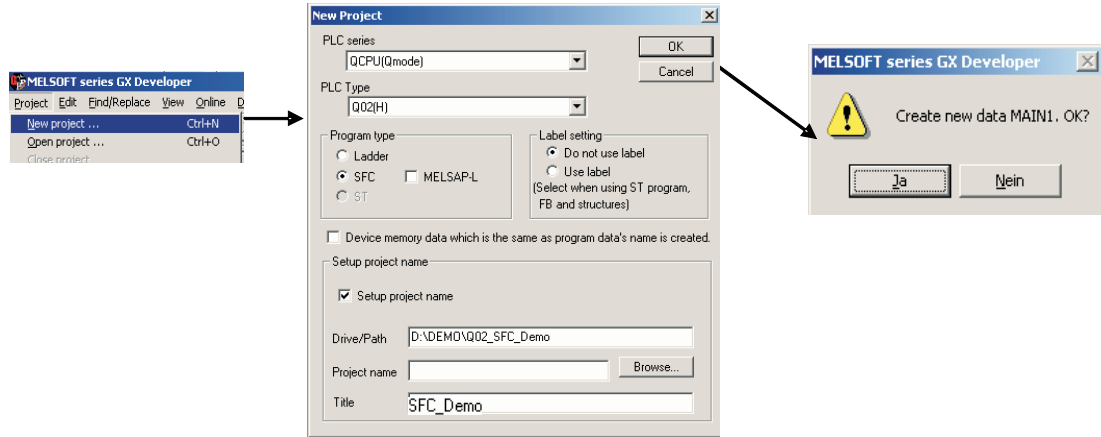 MELSOFT series GX Developer
Project Edit Find/Replace View Online D
New project ... Ctrl+N
Open project ... Ctrl+O
Close project
New Project
PLC series
QCPU(Qmode)
OK
Cancel
PLC Type
Q02(H)
Program type
Ladder
SFC MELSAP-L
ST
Label setting
Do not use label
Use label
(Select when using ST program,
FB and structures)
Device memory data which is the same as program data's name is created.
Setup project name
Setup project name
Drive/Path D:\DEMO\Q02_SFC_Demo
Project name Browse...
Title SFC_Demo
MELSOFT series GX Developer
Create new data MAIN1. OK?
Ja Nein